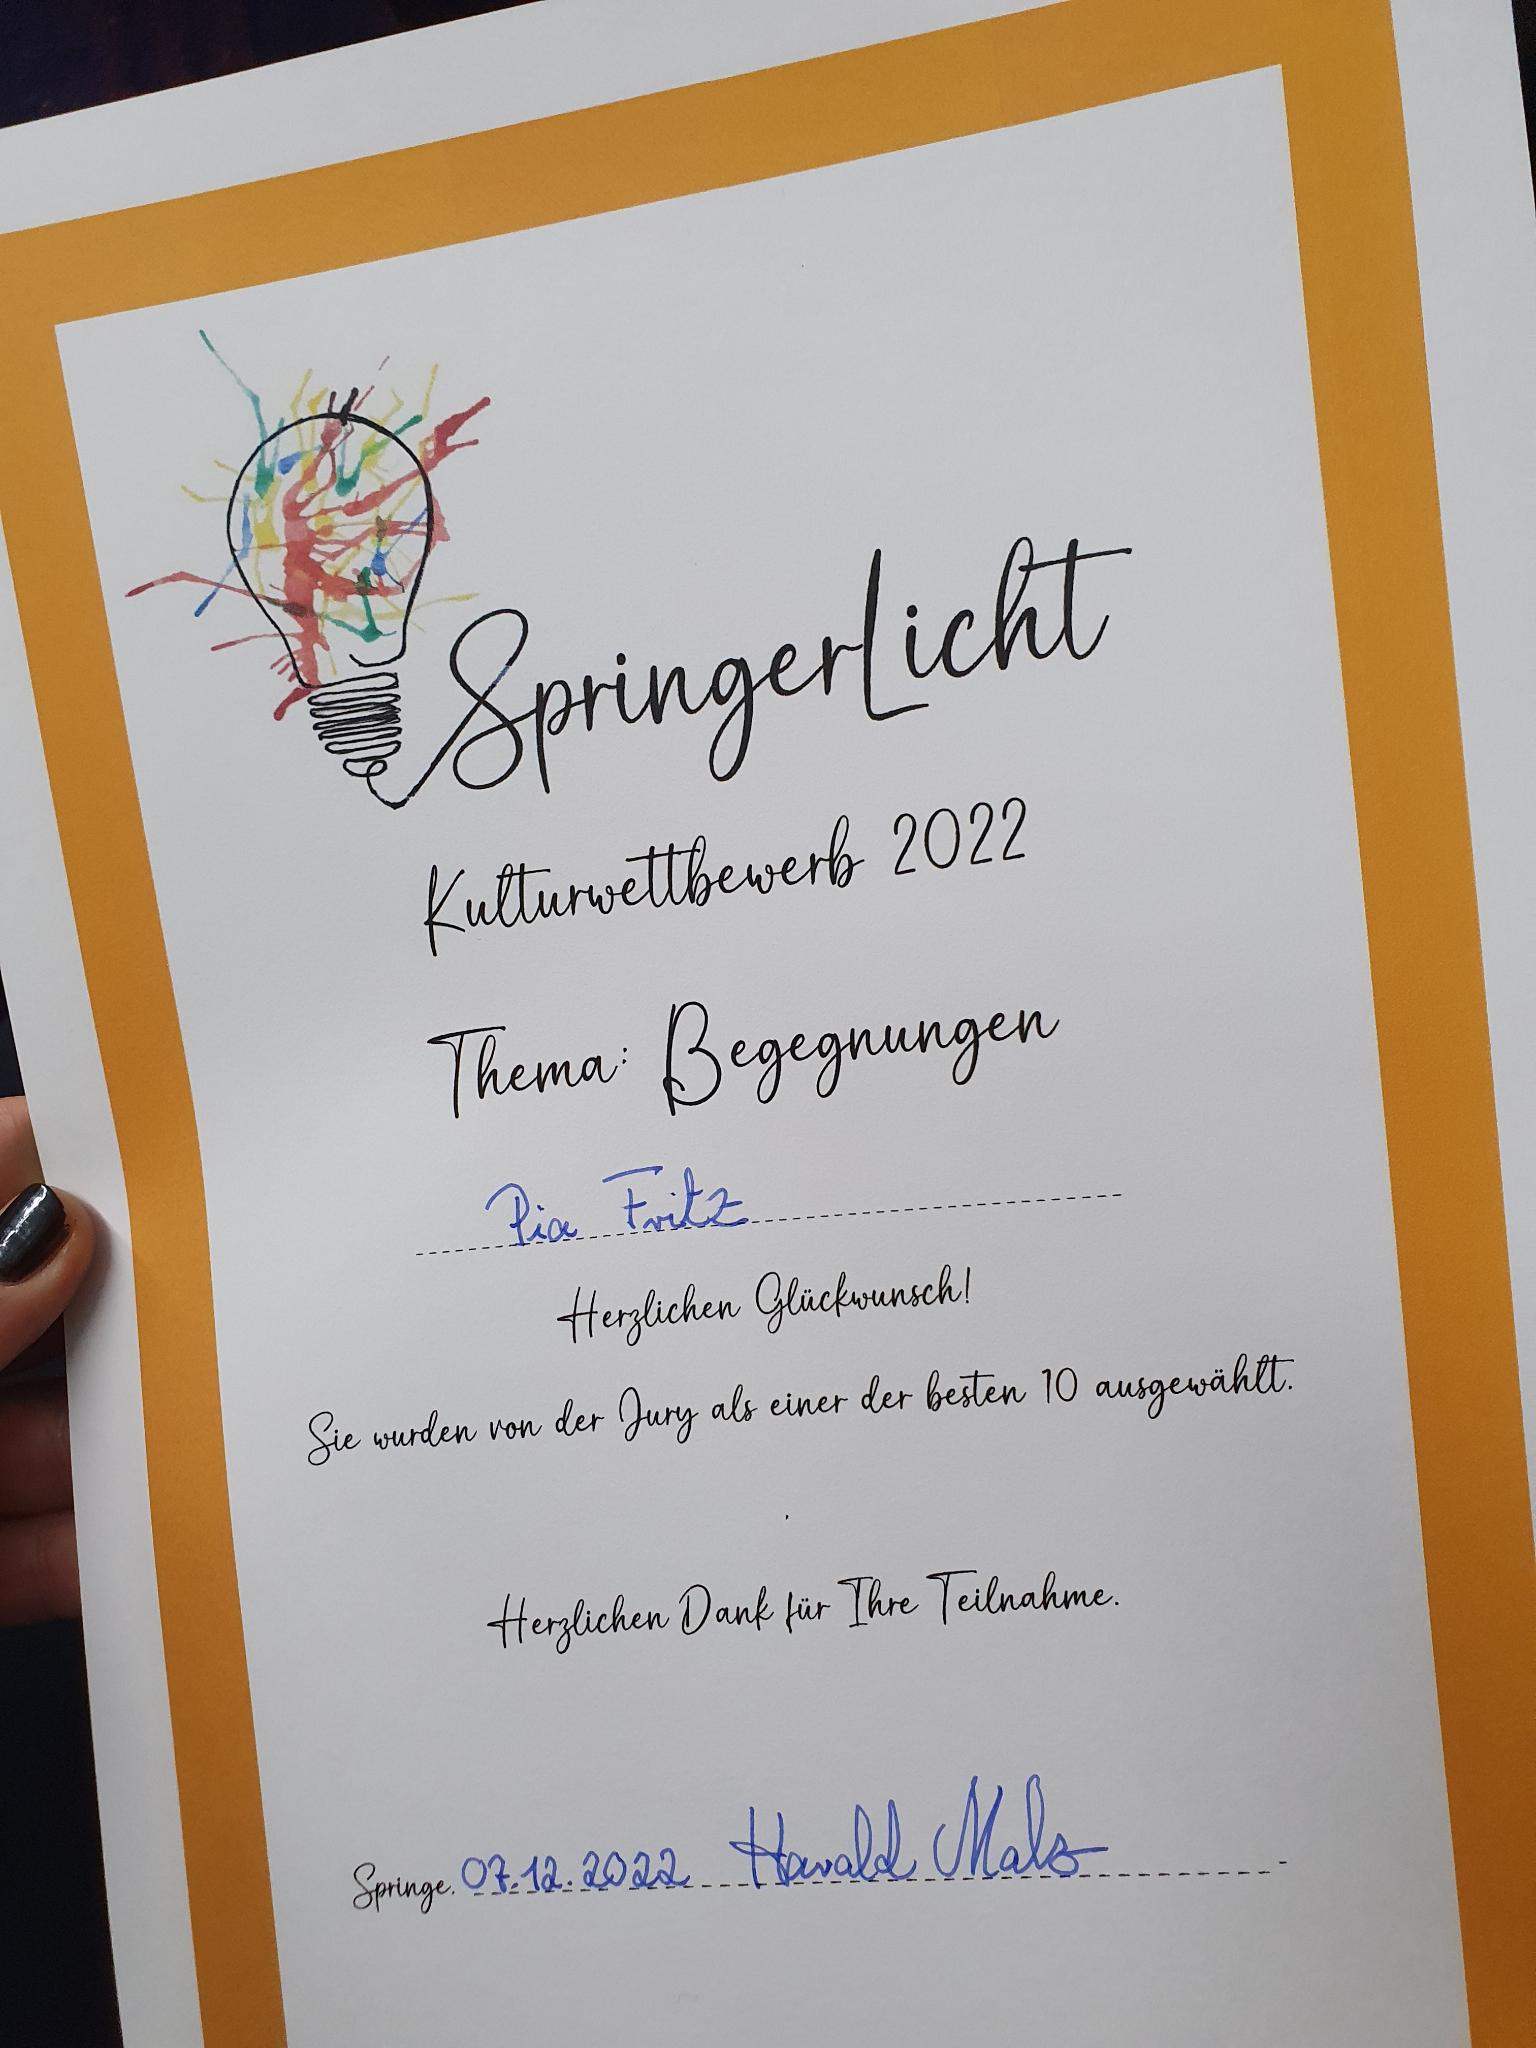 SpringerLicht
Kulturwettbewerb 2022
Thema: Begegnungen
Pia Fritz
Herzlichen Glückwunsch!
Sie wurden von der Jury als einer der besten 10 ausgewählt.
Herzlichen Dank für Ihre Teilnahme.
Springe, 07.12.2022 Harald Malz